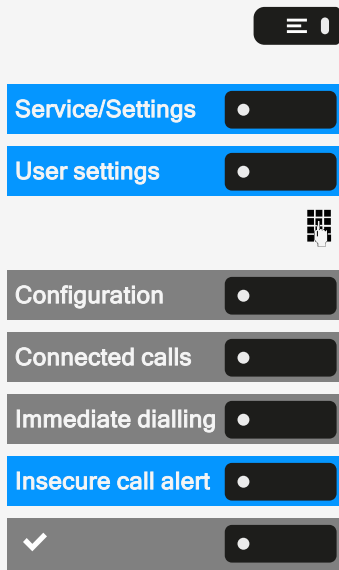 Service/Settings
User settings
Configuration
Connected calls
Immediate dialling
Insecure call alert